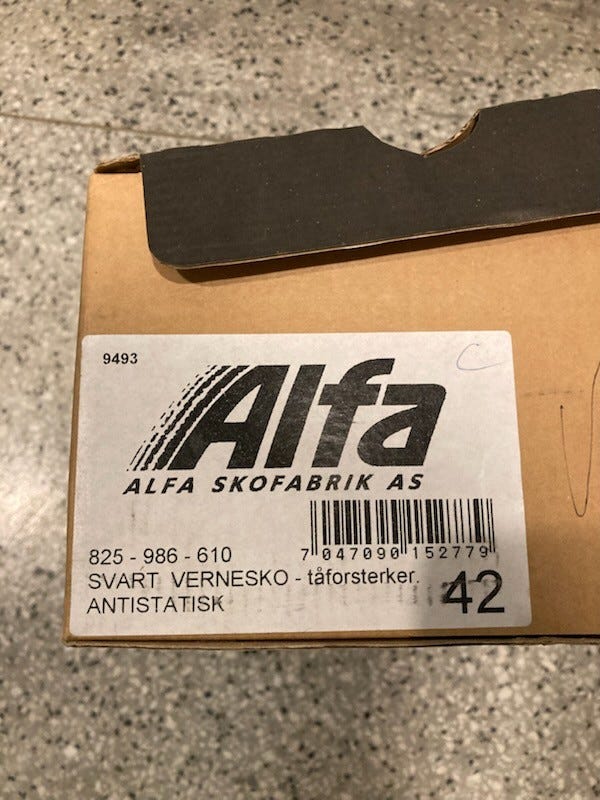 9493
Alfa
ALFA SKOFABRIK AS
825 - 986 - 610
7 047090 152779
SVART VERNESKO - tåforsterker.
ANTISTATISK
42